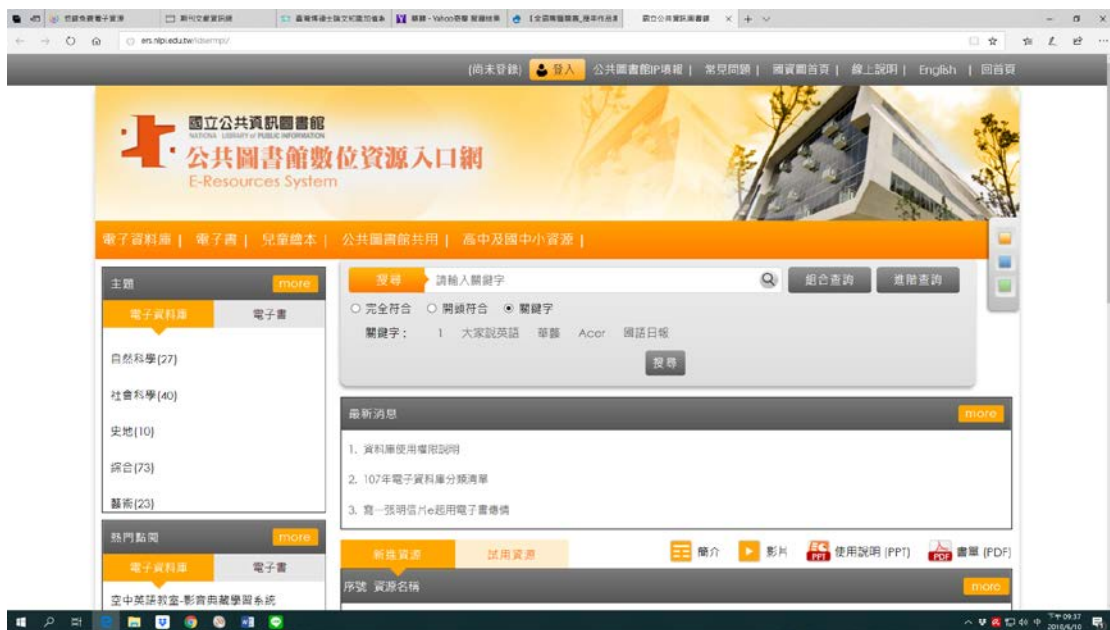 ers.nlpi.edu.tw/idsermpi/
(尚未登錄) 登入 公共圖書館IP填報 | 常見問題 | 國資圖首頁 | 線上說明 | English | 回首頁
國立公共資訊圖書館
NATIONAL LIBRARY of PUBLIC INFORMATION
公共圖書館數位資源入口網
E-Resources System
電子資料庫 | 電子書 | 兒童繪本 | 公共圖書館共用 | 高中及國中小資源 |
主題 more
電子資料庫 電子書
自然科學(27)
社會科學(40)
史地(10)
綜合(73)
藝術(23)
熱門點閱 more
電子資料庫 電子書
空中英語教室-影音典藏學習系統
搜尋 請輸入關鍵字 組合查詢 進階查詢
完全符合 開頭符合 關鍵字
關鍵字: 1 大家說英語 華藝 Acer 國語日報
搜尋
最新消息 more
1. 資料庫使用權限說明
2. 107年電子資料庫分類清單
3. 寫一張明信片e起用電子書傳情
新進資源 試用資源 簡介 影片 使用說明 (PPT) 書單 (PDF)
序號 資源名稱 more
下午 09:37
2018/6/10